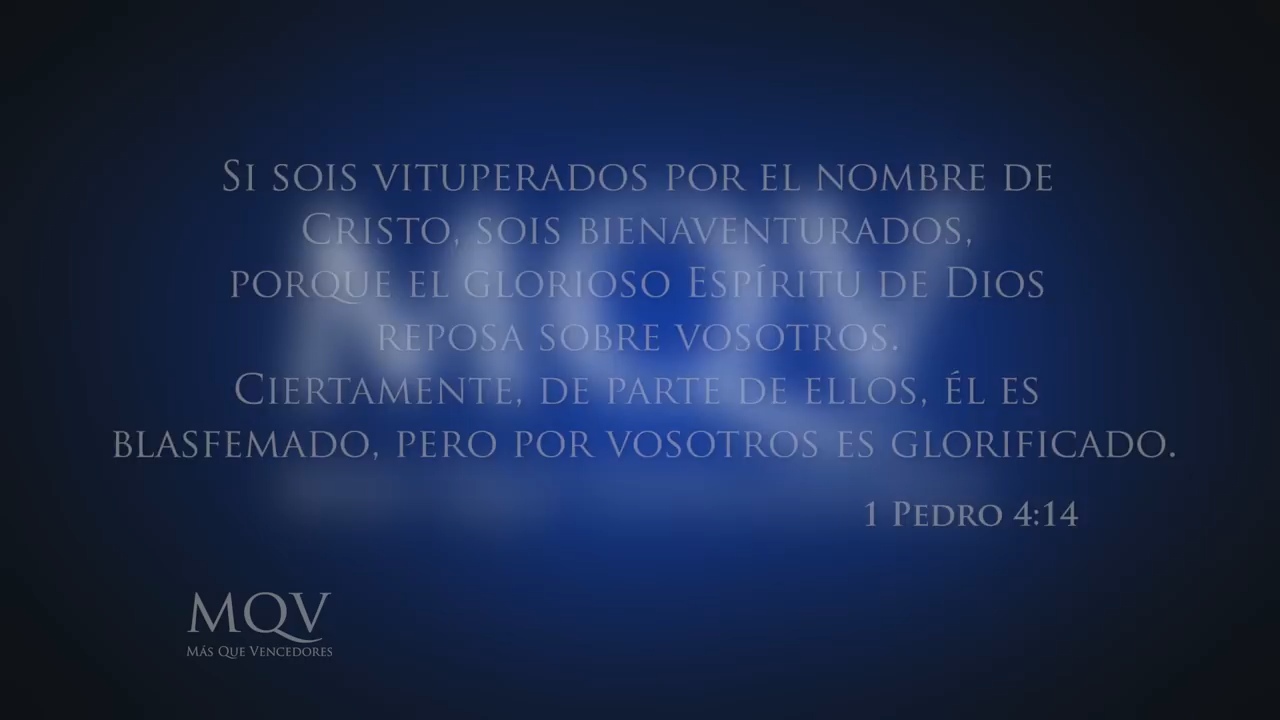 Si sois vituperados por el nombre de
Cristo, sois bienaventurados,
porque el glorioso Espíritu de Dios
reposa sobre vosotros.
Ciertamente, de parte de ellos, él es
blasfemado, pero por vosotros es glorificado.
1 Pedro 4:14
MQV
MQV
Más Que Vencedores